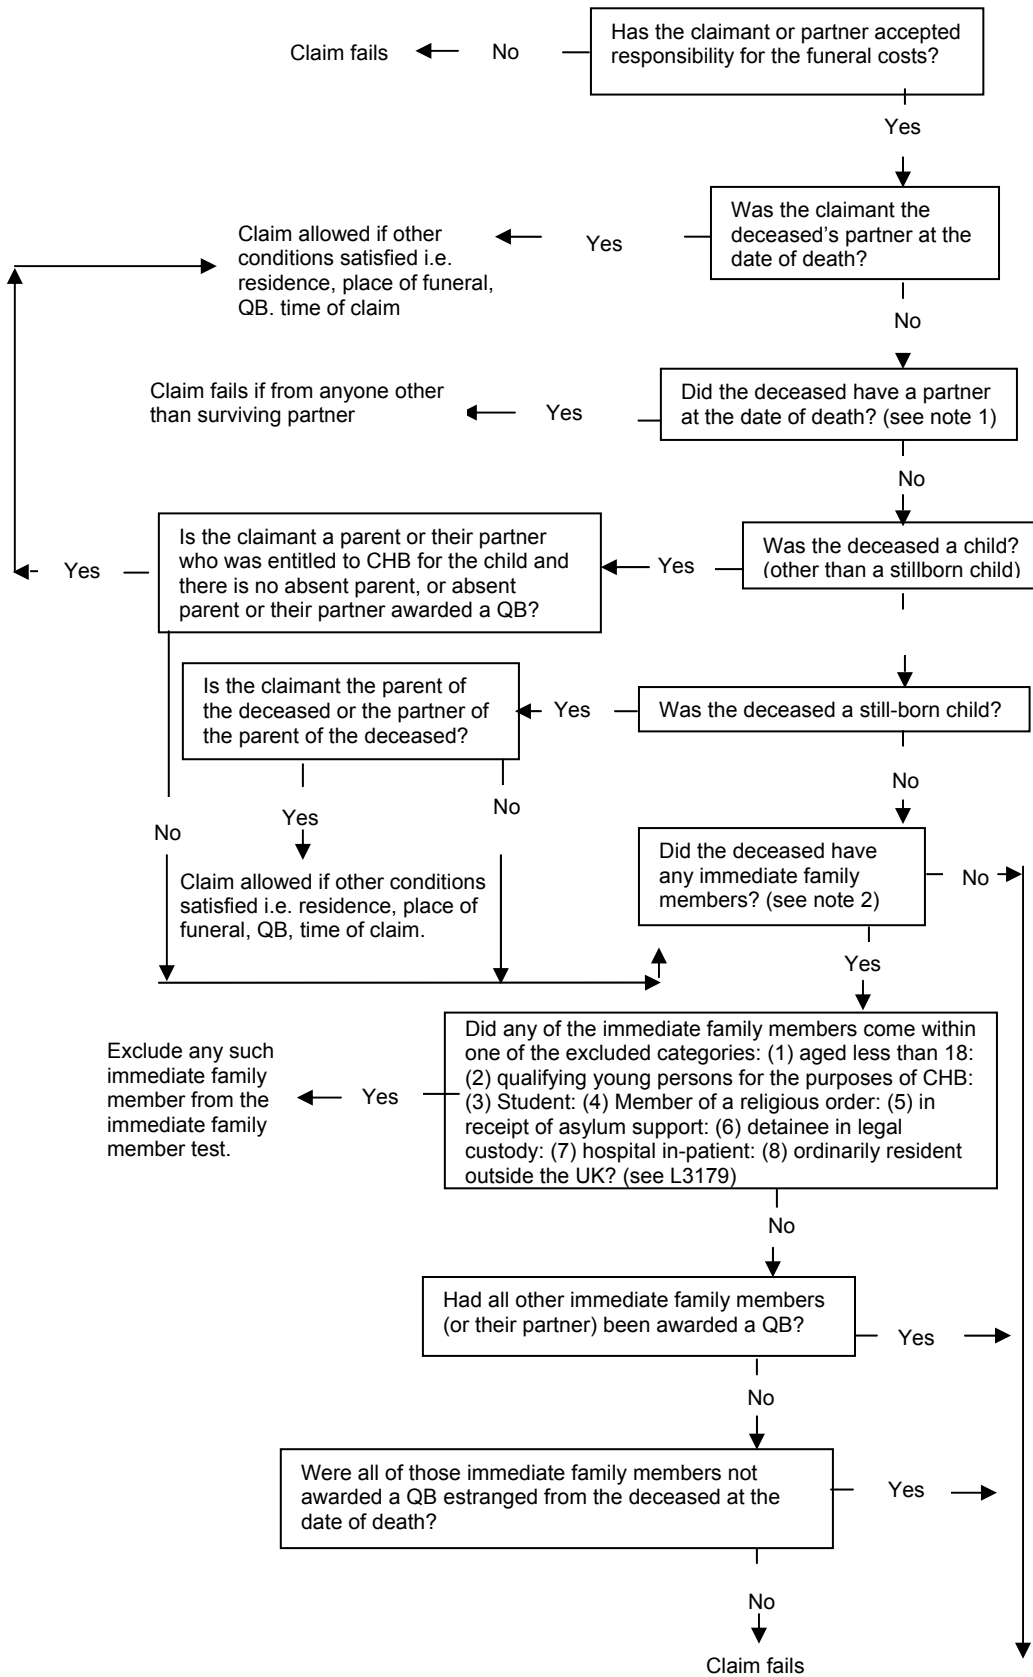 Has the claimant or partner accepted
responsibility for the funeral costs?
Claim fails
No
Yes
Was the claimant the
deceased's partner at the
date of death?
Yes
Claim allowed if other
conditions satisfied i.e.
residence, place of funeral,
QB. time of claim
No
Did the deceased have a partner
at the date of death? (see note 1)
Yes
Claim fails if from anyone other
than surviving partner
No
Was the deceased a child?
(other than a stillborn child)
Yes
Is the claimant a parent or their partner
who was entitled to CHB for the child and
there is no absent parent, or absent
parent or their partner awarded a QB?
Yes
Was the deceased a still-born child?
Yes
Is the claimant the parent of
the deceased or the partner of
the parent of the deceased?
No
No
Yes
No
Claim allowed if other conditions
satisfied i.e. residence, place of
funeral, QB, time of claim.
Did the deceased have
any immediate family
members? (see note 2)
No
Yes
Did any of the immediate family members come within
one of the excluded categories: (1) aged less than 18:
(2) qualifying young persons for the purposes of CHB:
(3) Student: (4) Member of a religious order: (5) in
receipt of asylum support: (6) detainee in legal
custody: (7) hospital in-patient: (8) ordinarily resident
outside the UK? (see L3179)
Yes
Exclude any such
immediate family
member from the
immediate family
member test.
No
Had all other immediate family members
(or their partner) been awarded a QB?
Yes
No
Were all of those immediate family members not
awarded a QB estranged from the deceased at the
date of death?
Yes
No
Claim fails